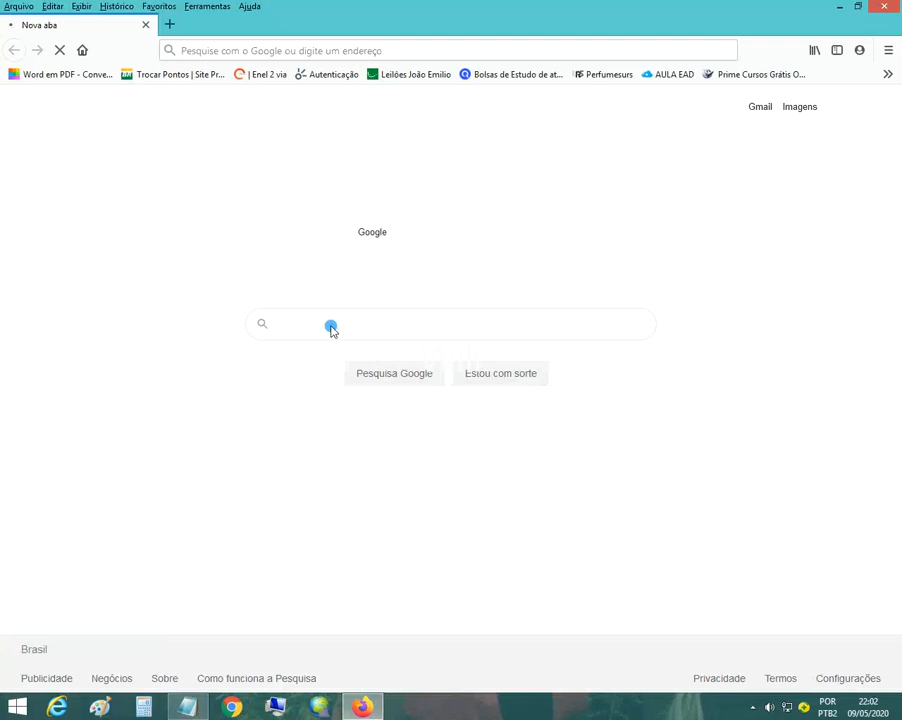 Arquivo Editar Exibir Histórico Favoritos Ferramentas Ajuda
Nova aba
Pesquise com o Google ou digite um endereço
Word em PDF - Conve... Trocar Pontos | Site Pr... | Enel 2 via Autenticação Leilões João Emilio Bolsas de Estudo de at... Perfumesurs AULA EAD Prime Cursos Grátis O...
Gmail Imagens
Google
Pesquisa Google Estou com sorte
Brasil
Publicidade Negócios Sobre Como funciona a Pesquisa Privacidade Termos Configurações
POR 22:02
PTB2 09/05/2020